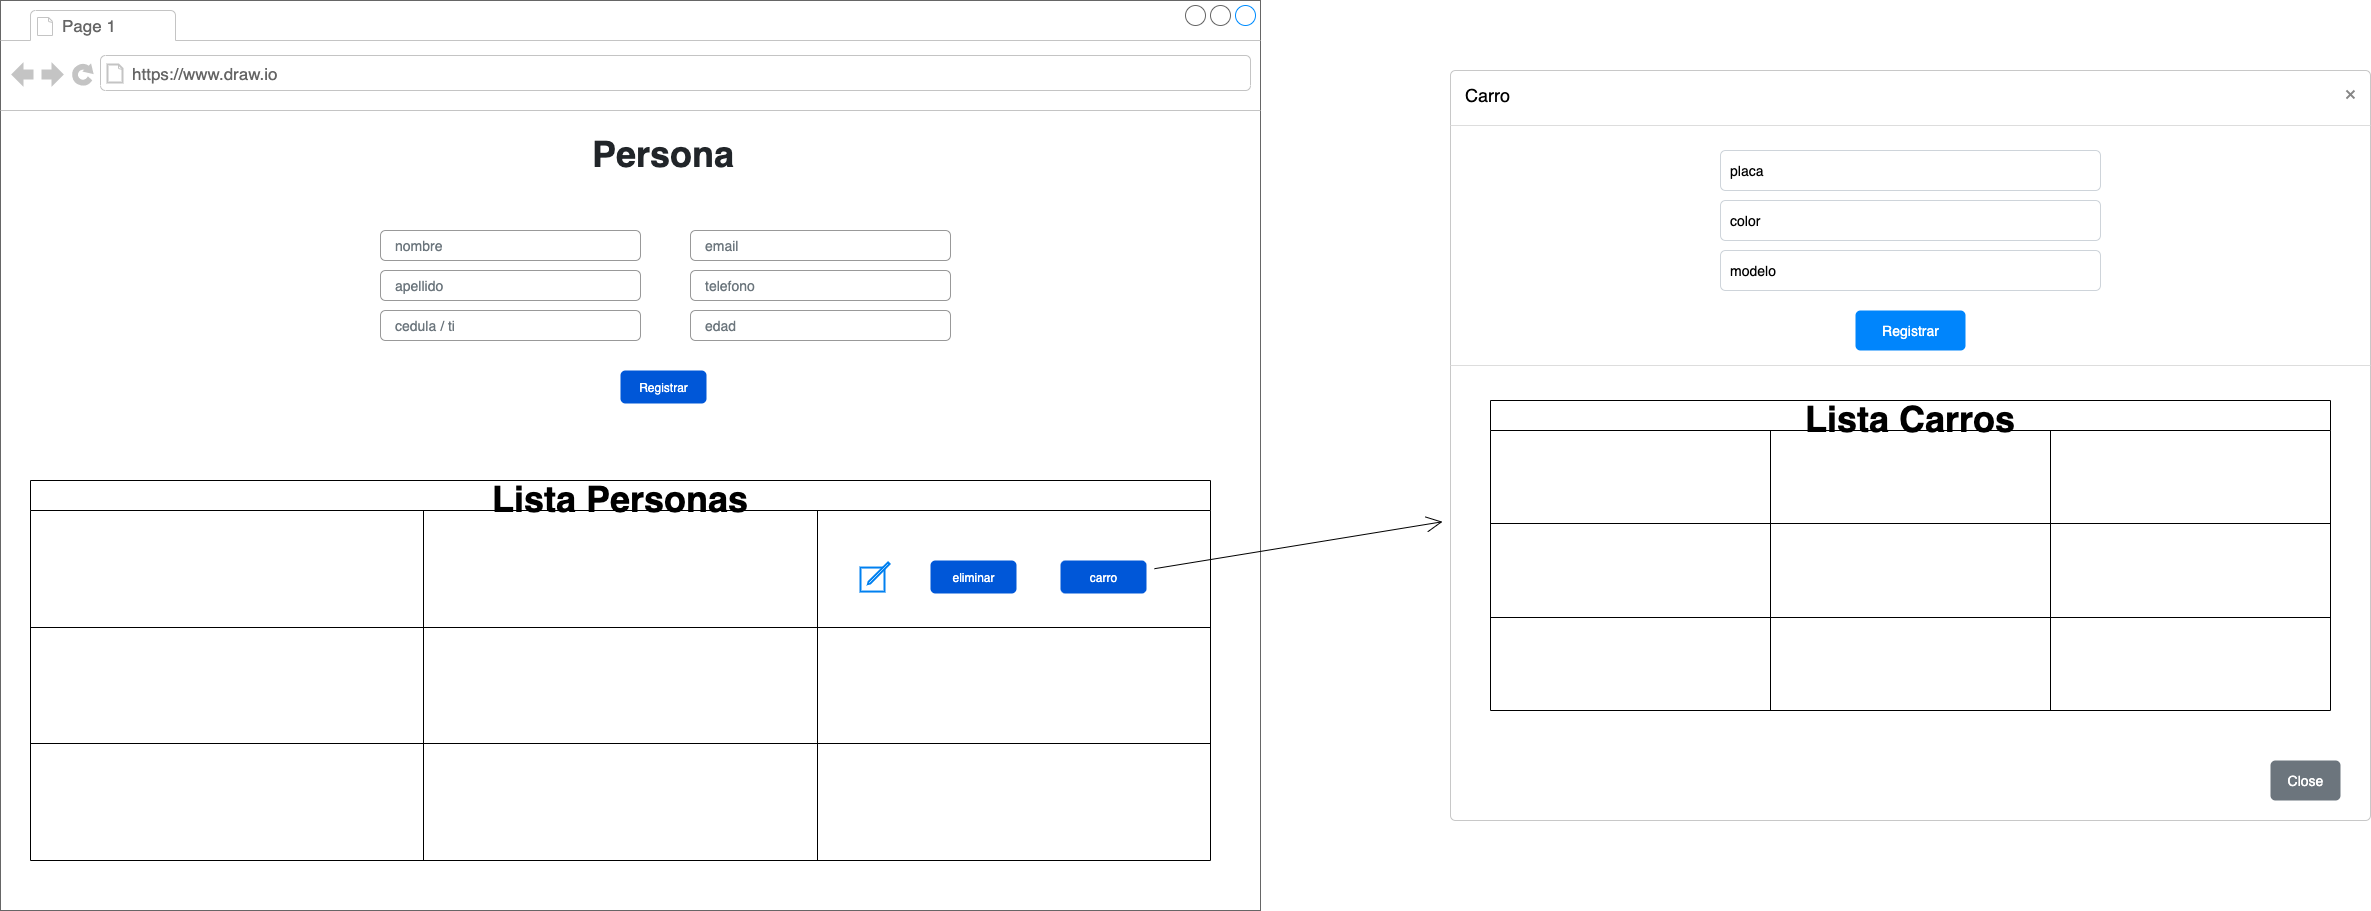 Page 1
https://www.draw.io
Persona
nombre
email
apellido
telefono
cedula / ti
edad
Registrar
Lista Personas
eliminar
carro
Carro
×
placa
color
modelo
Registrar
Lista Carros
Close